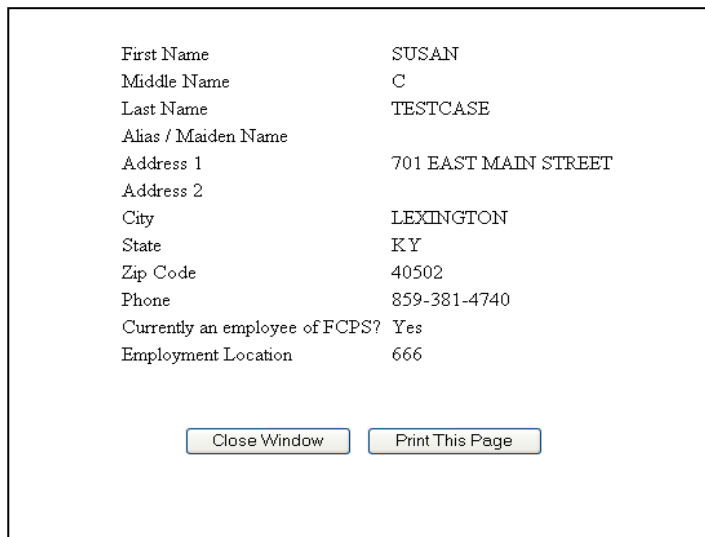 First Name SUSAN
Middle Name C
Last Name TESTCASE
Alias / Maiden Name
Address 1 701 EAST MAIN STREET
Address 2
City LEXINGTON
State KY
Zip Code 40502
Phone 859-381-4740
Currently an employee of FCPS? Yes
Employment Location 666
Close Window Print This Page